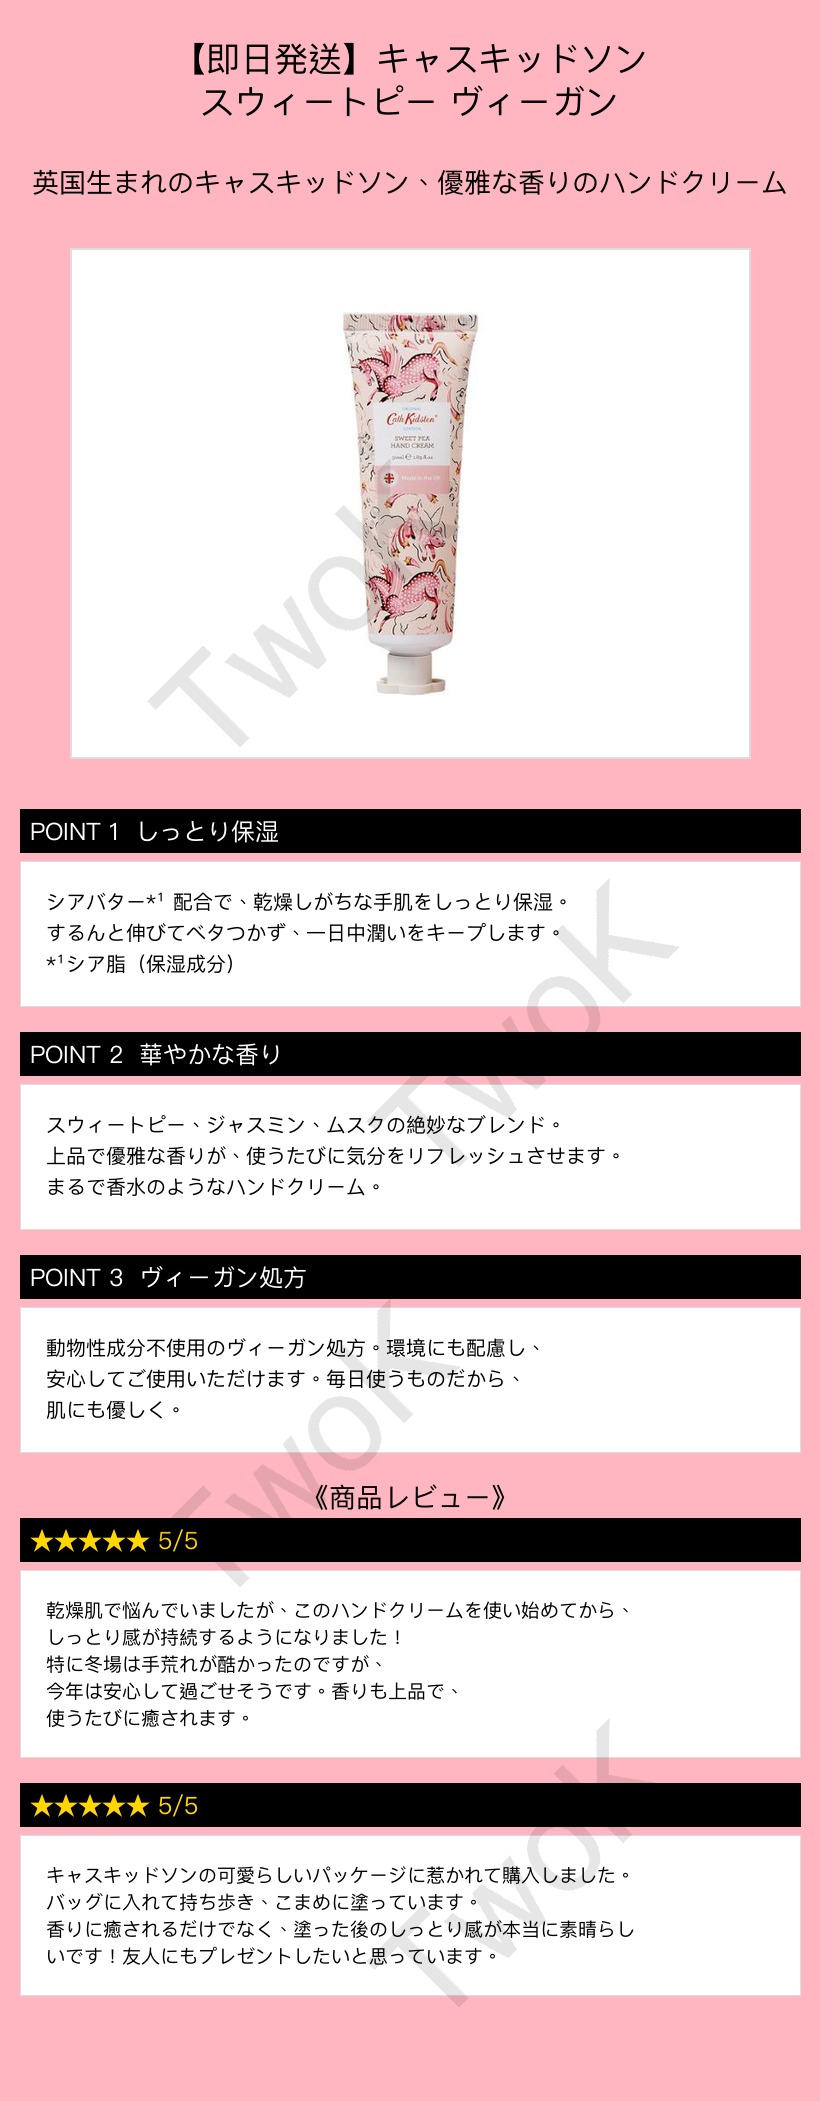 【即日発送】キャスキッドソン
スウィートピー ヴィーガン
英国生まれのキャスキッドソン、優雅な香りのハンドクリーム
ORIGINAL
Cath Kidston®
LONDON
SWEET PEA
HAND CREAM
50ml ℮ 1.69 fl.oz
Made in the UK
TwoK
POINT 1 しっとり保湿
シアバター*¹ 配合で、乾燥しがちな手肌をしっとり保湿。
するんと伸びてベタつかず、一日中潤いをキープします。
*¹シア脂（保湿成分）
TwoK
POINT 2 華やかな香り
スウィートピー、ジャスミン、ムスクの絶妙なブレンド。
上品で優雅な香りが、使うたびに気分をリフレッシュさせます。
まるで香水のようなハンドクリーム。
POINT 3 ヴィーガン処方
動物性成分不使用のヴィーガン処方。環境にも配慮し、
安心してご使用いただけます。毎日使うものだから、
肌にも優しく。
TwoK
《商品レビュー》
★★★★★ 5/5
乾燥肌で悩んでいましたが、このハンドクリームを使い始めてから、
しっとり感が持続するようになりました！
特に冬場は手荒れが酷かったのですが、
今年は安心して過ごせそうです。香りも上品で、
使うたびに癒されます。
★★★★★ 5/5
TwoK
キャスキッドソンの可愛らしいパッケージに惹かれて購入しました。
バッグに入れて持ち歩き、こまめに塗っています。
香りに癒されるだけでなく、塗った後のしっとり感が本当に素晴らし
いです！友人にもプレゼントしたいと思っています。